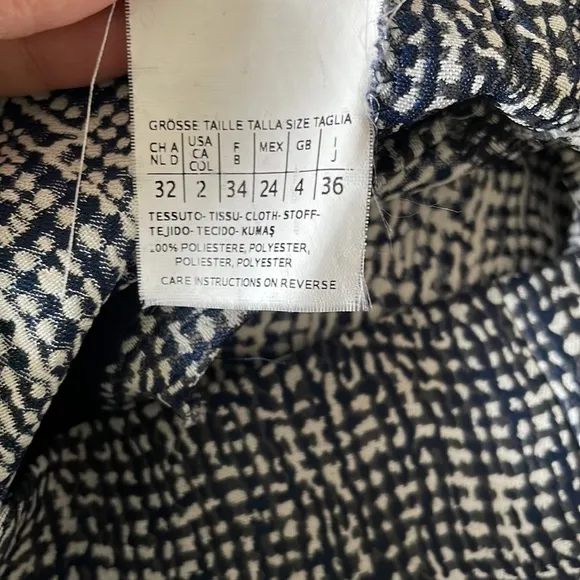 GRÖSSE TAILLE TALLA SIZE TAGLIA
CH A NL D USA CA COL F B MEX GB I J
32 2 34 24 4 36
TESSUTO- TISSU- CLOTH- STOFF-
TEJIDO- TECIDO- KUMAŞ
100% POLIESTERE, POLYESTER,
POLIESTER, POLYESTER
CARE INSTRUCTIONS ON REVERSE